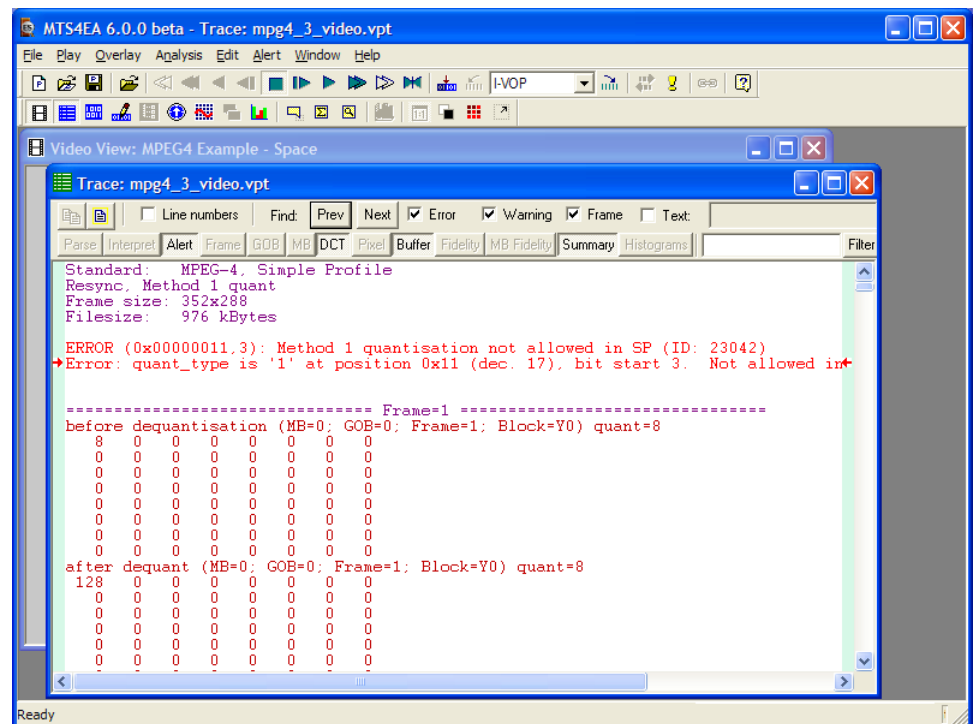 MTS4EA 6.0.0 beta - Trace: mpg4_3_video.vpt
File Play Overlay Analysis Edit Alert Window Help
I-VOP
Video View: MPEG4 Example - Space
Trace: mpg4_3_video.vpt
Line numbers Find: Prev Next Error Warning Frame Text:
Parse Interpret Alert Frame GOB MB DCT Pixel Buffer Fidelity MB Fidelity Summary Histograms Filter
Standard: MPEG-4, Simple Profile
Resync, Method 1 quant
Frame size: 352x288
Filesize: 976 kBytes
ERROR (0x00000011,3): Method 1 quantisation not allowed in SP (ID: 23042)
Error: quant_type is '1' at position 0x11 (dec. 17), bit start 3. Not allowed in
================================ Frame=1 ================================
before dequantisation (MB=0; GOB=0; Frame=1; Block=Y0) quant=8
8 0 0 0 0 0 0 0
0 0 0 0 0 0 0 0
0 0 0 0 0 0 0 0
0 0 0 0 0 0 0 0
0 0 0 0 0 0 0 0
0 0 0 0 0 0 0 0
0 0 0 0 0 0 0 0
0 0 0 0 0 0 0 0
after dequant (MB=0; GOB=0; Frame=1; Block=Y0) quant=8
128 0 0 0 0 0 0 0
0 0 0 0 0 0 0 0
0 0 0 0 0 0 0 0
0 0 0 0 0 0 0 0
0 0 0 0 0 0 0 0
0 0 0 0 0 0 0 0
Ready